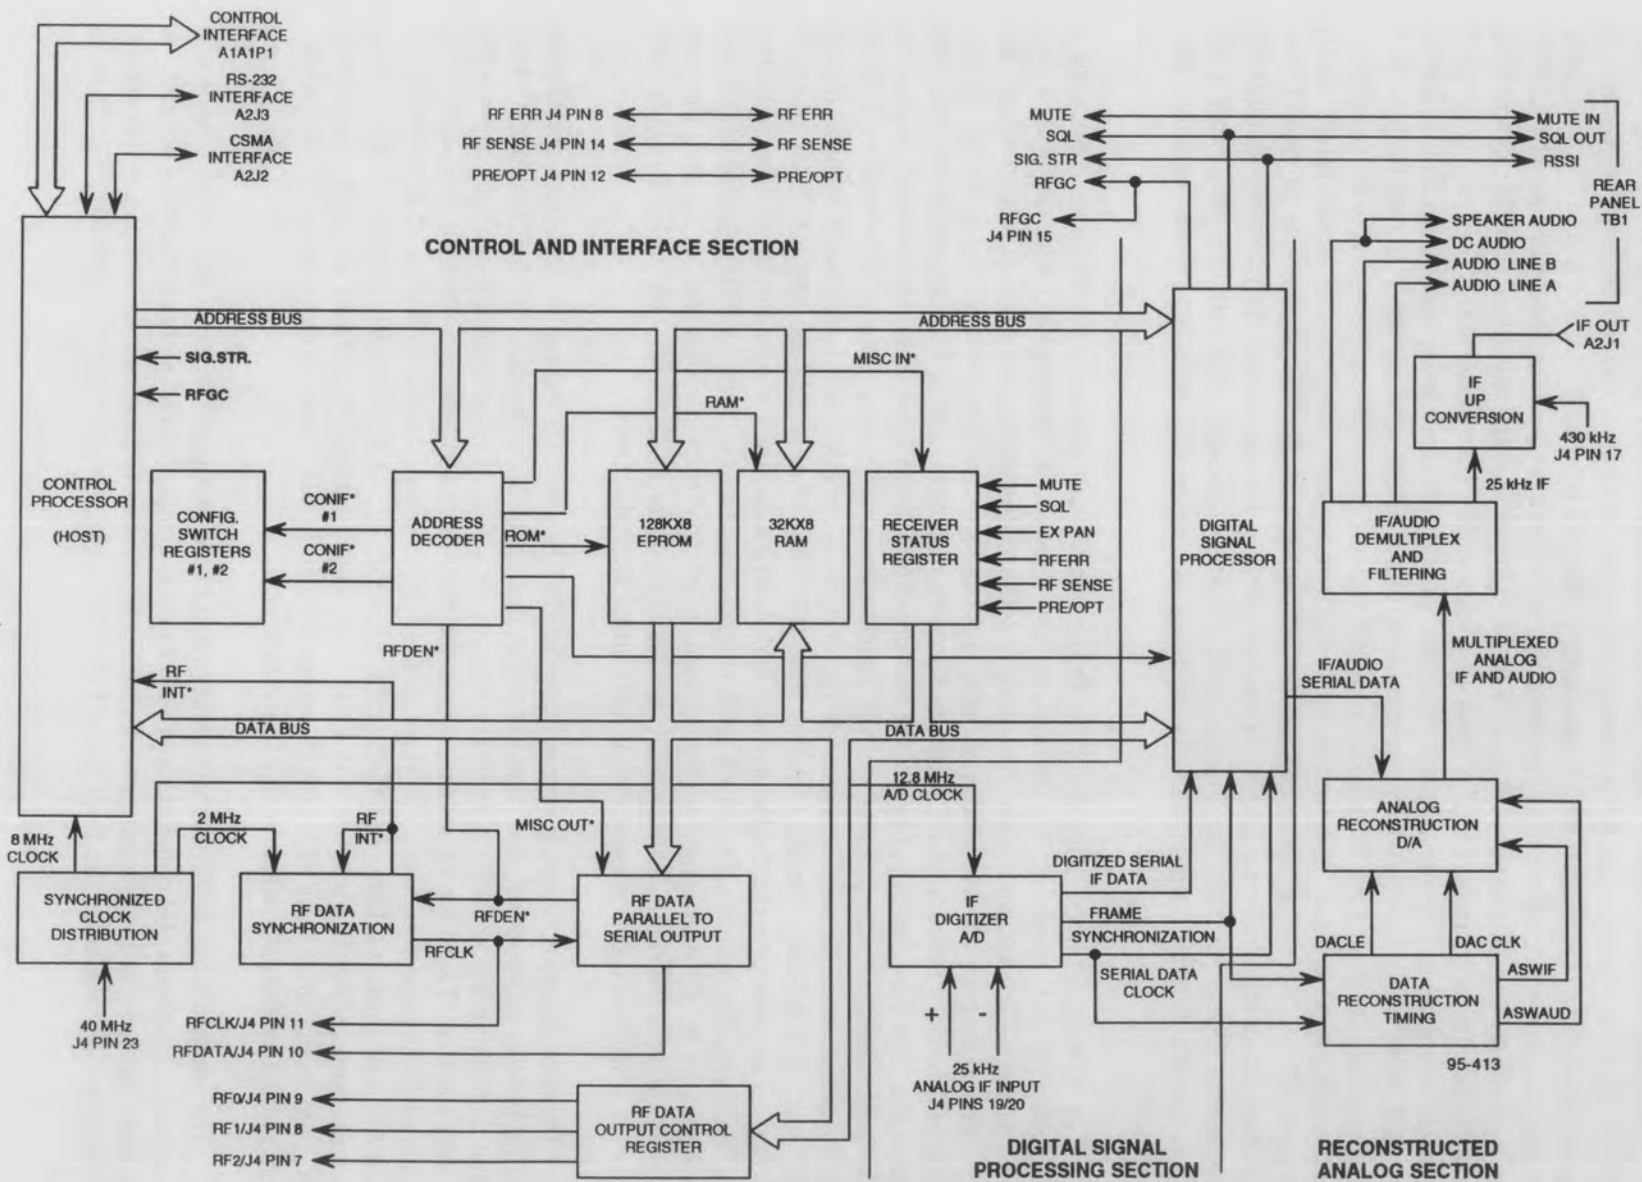 CONTROL
INTERFACE
A1A1P1
RS-232
INTERFACE
A2J3
CSMA
INTERFACE
A2J2
RF ERR J4 PIN 8
RF ERR
RF SENSE J4 PIN 14
RF SENSE
PRE/OPT J4 PIN 12
PRE/OPT
MUTE
MUTE IN
SQL
SQL OUT
SIG. STR
RSSI
RFGC
RFGC
J4 PIN 15
REAR
PANEL
TB1
SPEAKER AUDIO
DC AUDIO
AUDIO LINE B
AUDIO LINE A
CONTROL AND INTERFACE SECTION
ADDRESS BUS
ADDRESS BUS
SIG.STR.
RFGC
MISC IN*
RAM*
IF OUT
A2J1
IF
UP
CONVERSION
430 kHz
J4 PIN 17
25 kHz IF
CONTROL
PROCESSOR
(HOST)
CONFIG.
SWITCH
REGISTERS
#1, #2
CONIF*
#1
CONIF*
#2
ADDRESS
DECODER
ROM*
128KX8
EPROM
32KX8
RAM
RECEIVER
STATUS
REGISTER
MUTE
SQL
EX PAN
RFERR
RF SENSE
PRE/OPT
DIGITAL
SIGNAL
PROCESSOR
IF/AUDIO
DEMULTIPLEX
AND
FILTERING
RFDEN*
RF
INT*
IF/AUDIO
SERIAL DATA
MULTIPLEXED
ANALOG
IF AND AUDIO
DATA BUS
DATA BUS
12.8 MHz
A/D CLOCK
8 MHz
CLOCK
2 MHz
CLOCK
RF
INT*
MISC OUT*
ANALOG
RECONSTRUCTION
D/A
SYNCHRONIZED
CLOCK
DISTRIBUTION
RF DATA
SYNCHRONIZATION
RFDEN*
RFCLK
RF DATA
PARALLEL TO
SERIAL OUTPUT
IF
DIGITIZER
A/D
DIGITIZED SERIAL
IF DATA
FRAME
SYNCHRONIZATION
SERIAL DATA
CLOCK
DACLE
DAC CLK
ASWIF
ASWAUD
DATA
RECONSTRUCTION
TIMING
40 MHz
J4 PIN 23
RFCLK/J4 PIN 11
RFDATA/J4 PIN 10
+
-
25 kHz
ANALOG IF INPUT
J4 PINS 19/20
95-413
RF0/J4 PIN 9
RF1/J4 PIN 8
RF2/J4 PIN 7
RF DATA
OUTPUT CONTROL
REGISTER
DIGITAL SIGNAL
PROCESSING SECTION
RECONSTRUCTED
ANALOG SECTION